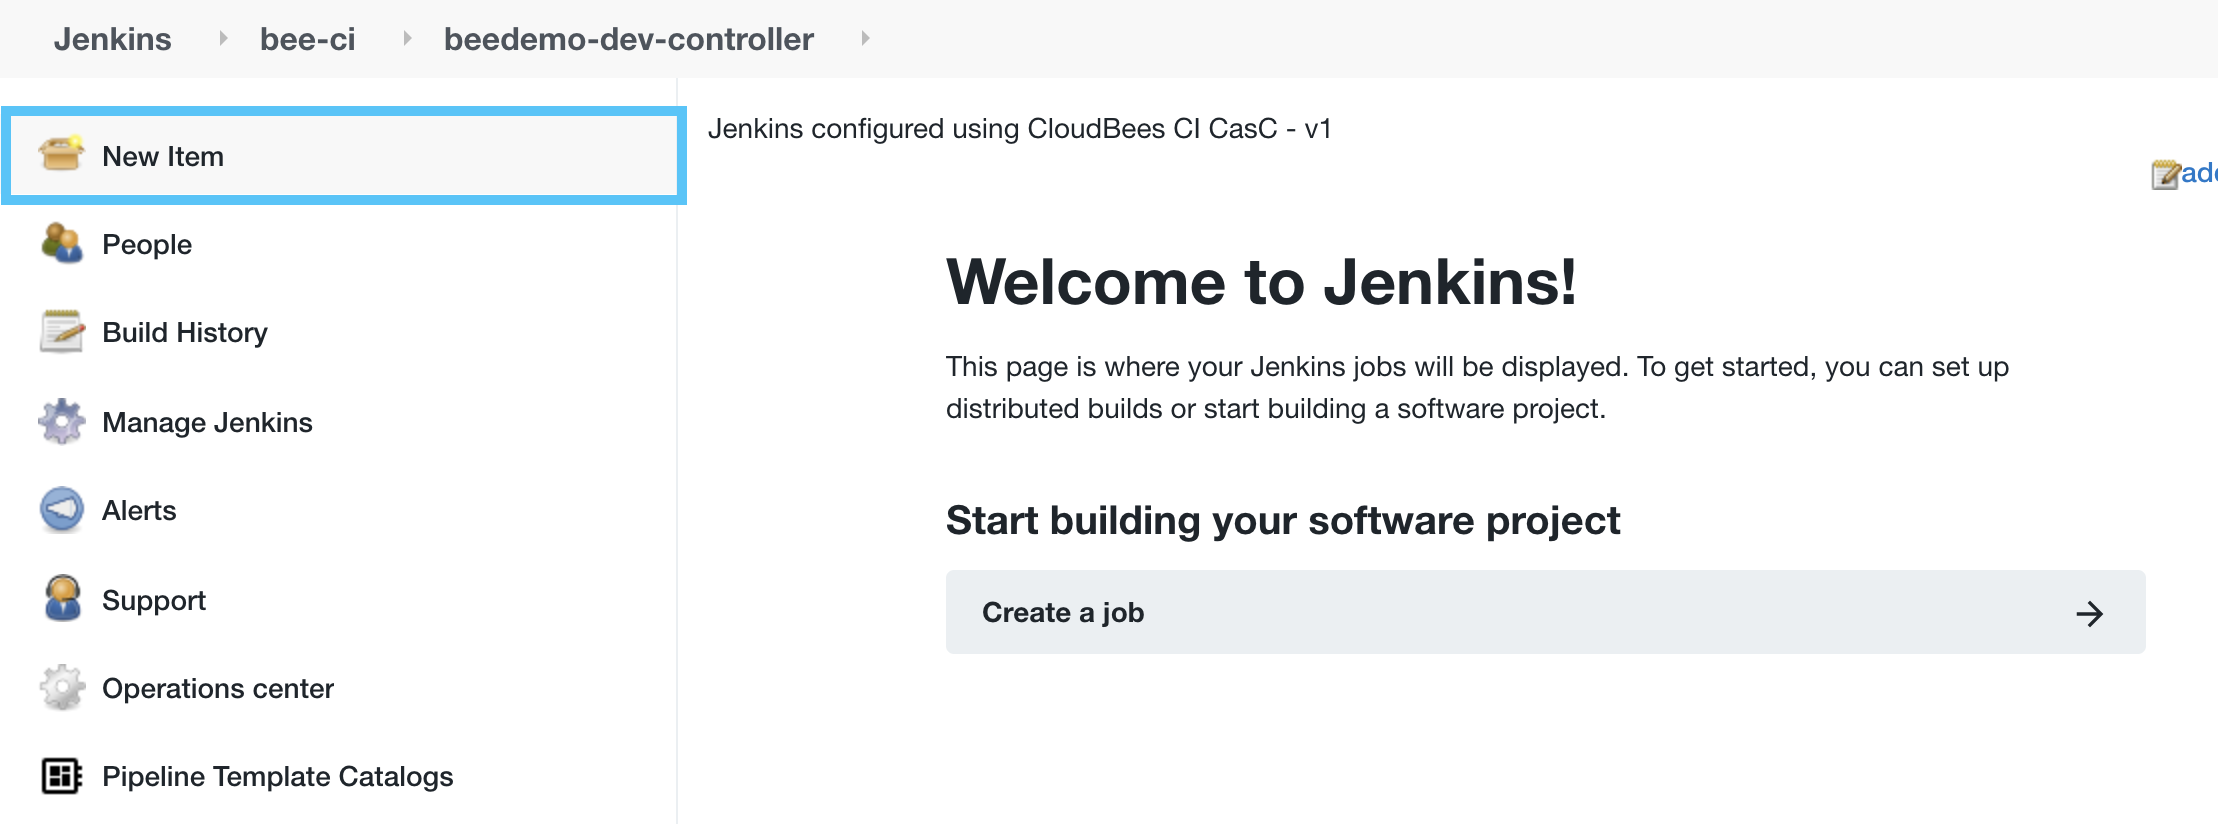 Jenkins bee-ci beedemo-dev-controller
New Item
People
Build History
Manage Jenkins
Alerts
Support
Operations center
Pipeline Template Catalogs
Jenkins configured using CloudBees CI CasC - v1
Welcome to Jenkins!
This page is where your Jenkins jobs will be displayed. To get started, you can set up
distributed builds or start building a software project.
Start building your software project
Create a job